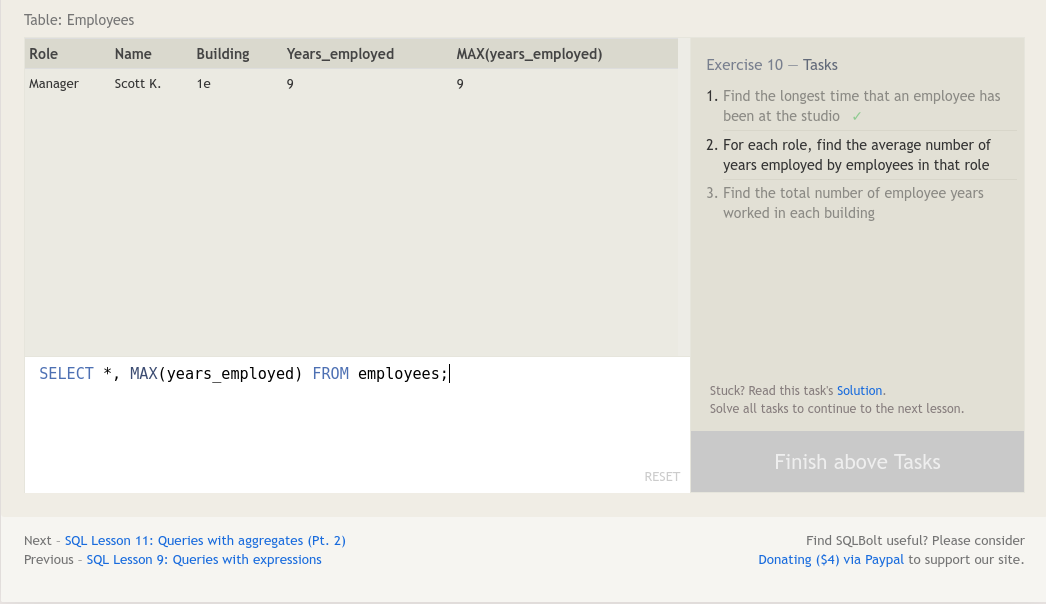 Table: Employees
Role Name Building Years_employed MAX(years_employed)
Manager Scott K. 1e 9 9
SELECT *, MAX(years_employed) FROM employees;
RESET
Exercise 10 — Tasks
1. Find the longest time that an employee has
been at the studio ✓
2. For each role, find the average number of
years employed by employees in that role
3. Find the total number of employee years
worked in each building
Stuck? Read this task's Solution.
Solve all tasks to continue to the next lesson.
Finish above Tasks
Next – SQL Lesson 11: Queries with aggregates (Pt. 2)
Previous – SQL Lesson 9: Queries with expressions
Find SQLBolt useful? Please consider
Donating ($4) via Paypal to support our site.